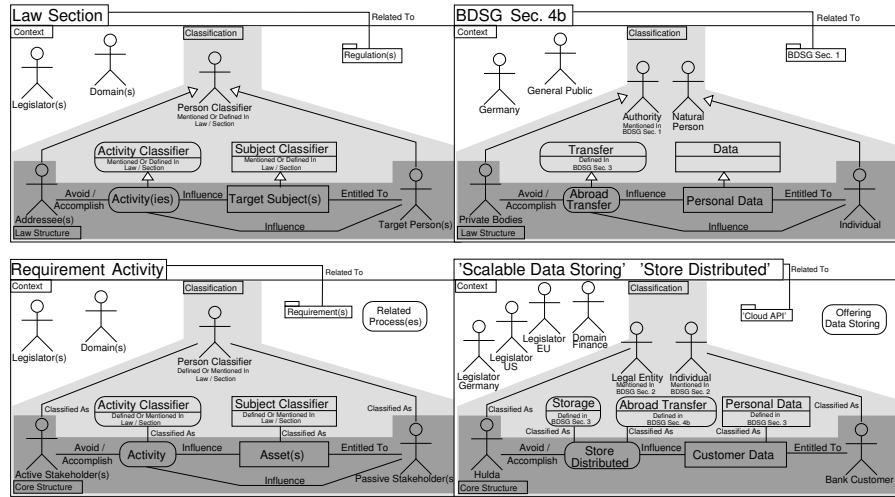 Law Section
Related To
Context
Classification
Regulation(s)
Legislator(s)
Domain(s)
Person Classifier
Mentioned Or Defined In
Law / Section
Activity Classifier
Mentioned Or Defined In
Law / Section
Subject Classifier
Mentioned Or Defined In
Law / Section
Addressee(s)
Avoid /
Accomplish
Activity(ies)
Influence
Target Subject(s)
Entitled To
Target Person(s)
Influence
Law Structure
BDSG Sec. 4b
Related To
Context
Classification
BDSG Sec. 1
Germany
General Public
Authority
Mentioned In
BDSG Sec. 1
Natural
Person
Transfer
Defined In
BDSG Sec. 3
Data
Private Bodies
Avoid /
Accomplish
Abroad
Transfer
Influence
Personal Data
Entitled To
Individual
Influence
Law Structure
Requirement Activity
Related To
Context
Classification
Requirement(s)
Related
Process(es)
Legislator(s)
Domain(s)
Person Classifier
Defined Or Mentioned In
Law / Section
Classified As
Activity Classifier
Defined Or Mentioned In
Law / Section
Subject Classifier
Defined Or Mentioned In
Law / Section
Classified As
Classified As
Classified As
Active Stakeholder(s)
Avoid /
Accomplish
Activity
Influence
Asset(s)
Entitled To
Passive Stakeholder(s)
Influence
Core Structure
'Scalable Data Storing' 'Store Distributed'
Related To
Context
Classification
'Cloud API'
Offering
Data Storing
Legislator
Germany
Legislator
US
Legislator
EU
Domain
Finance
Legal Entity
Mentioned In
BDSG Sec. 2
Individual
Mentioned In
BDSG Sec. 2
Classified As
Storage
Defined in
BDSG Sec. 3
Abroad Transfer
Defined in
BDSG Sec. 4b
Personal Data
Defined in
BDSG Sec. 3
Classified As
Classified As
Classified As
Classified As
Hulda
Avoid /
Accomplish
Store
Distributed
Influence
Customer Data
Entitled To
Bank Customer
Influence
Core Structure